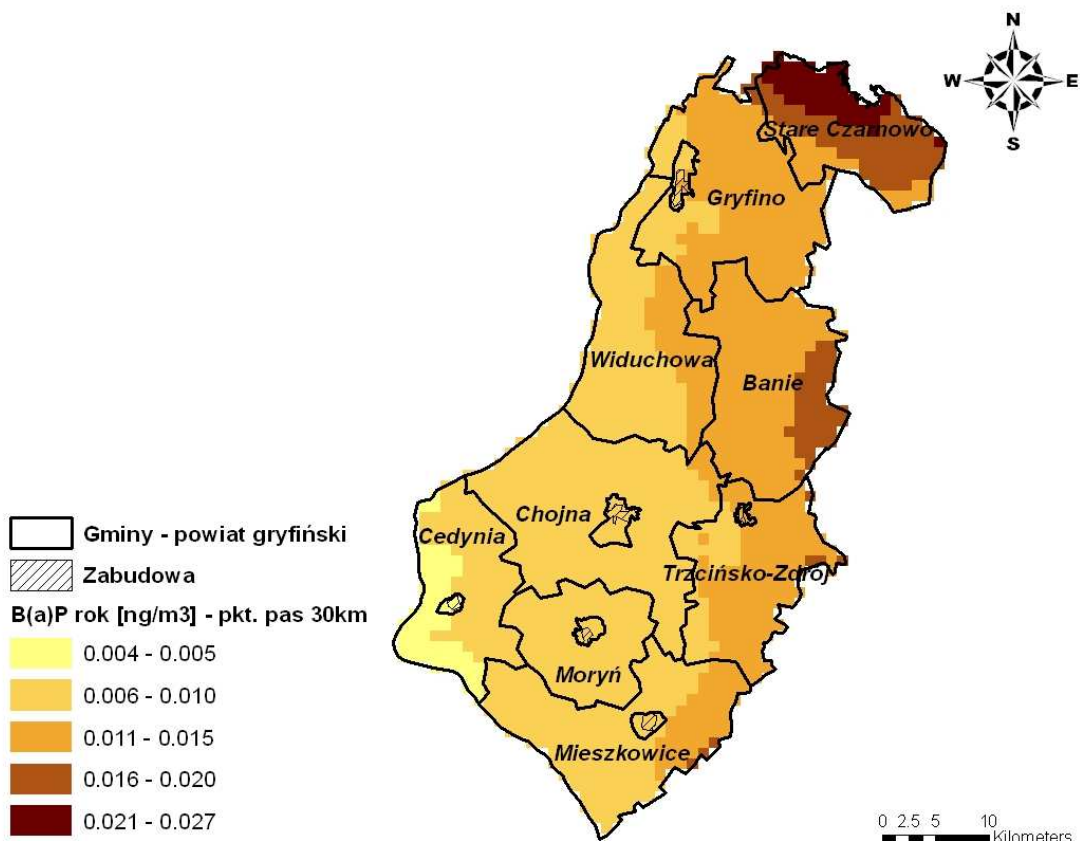 N
W E
S
Stare Czarnowo
Gryfino
Widuchowa
Banie
Chojna
Cedynia
Trzcińsko-Zdrój
Moryń
Mieszkowice
Gminy - powiat gryfiński
Zabudowa
B(a)P rok [ng/m3] - pkt. pas 30km
0.004 - 0.005
0.006 - 0.010
0.011 - 0.015
0.016 - 0.020
0.021 - 0.027
0 2.5 5 10
Kilometers